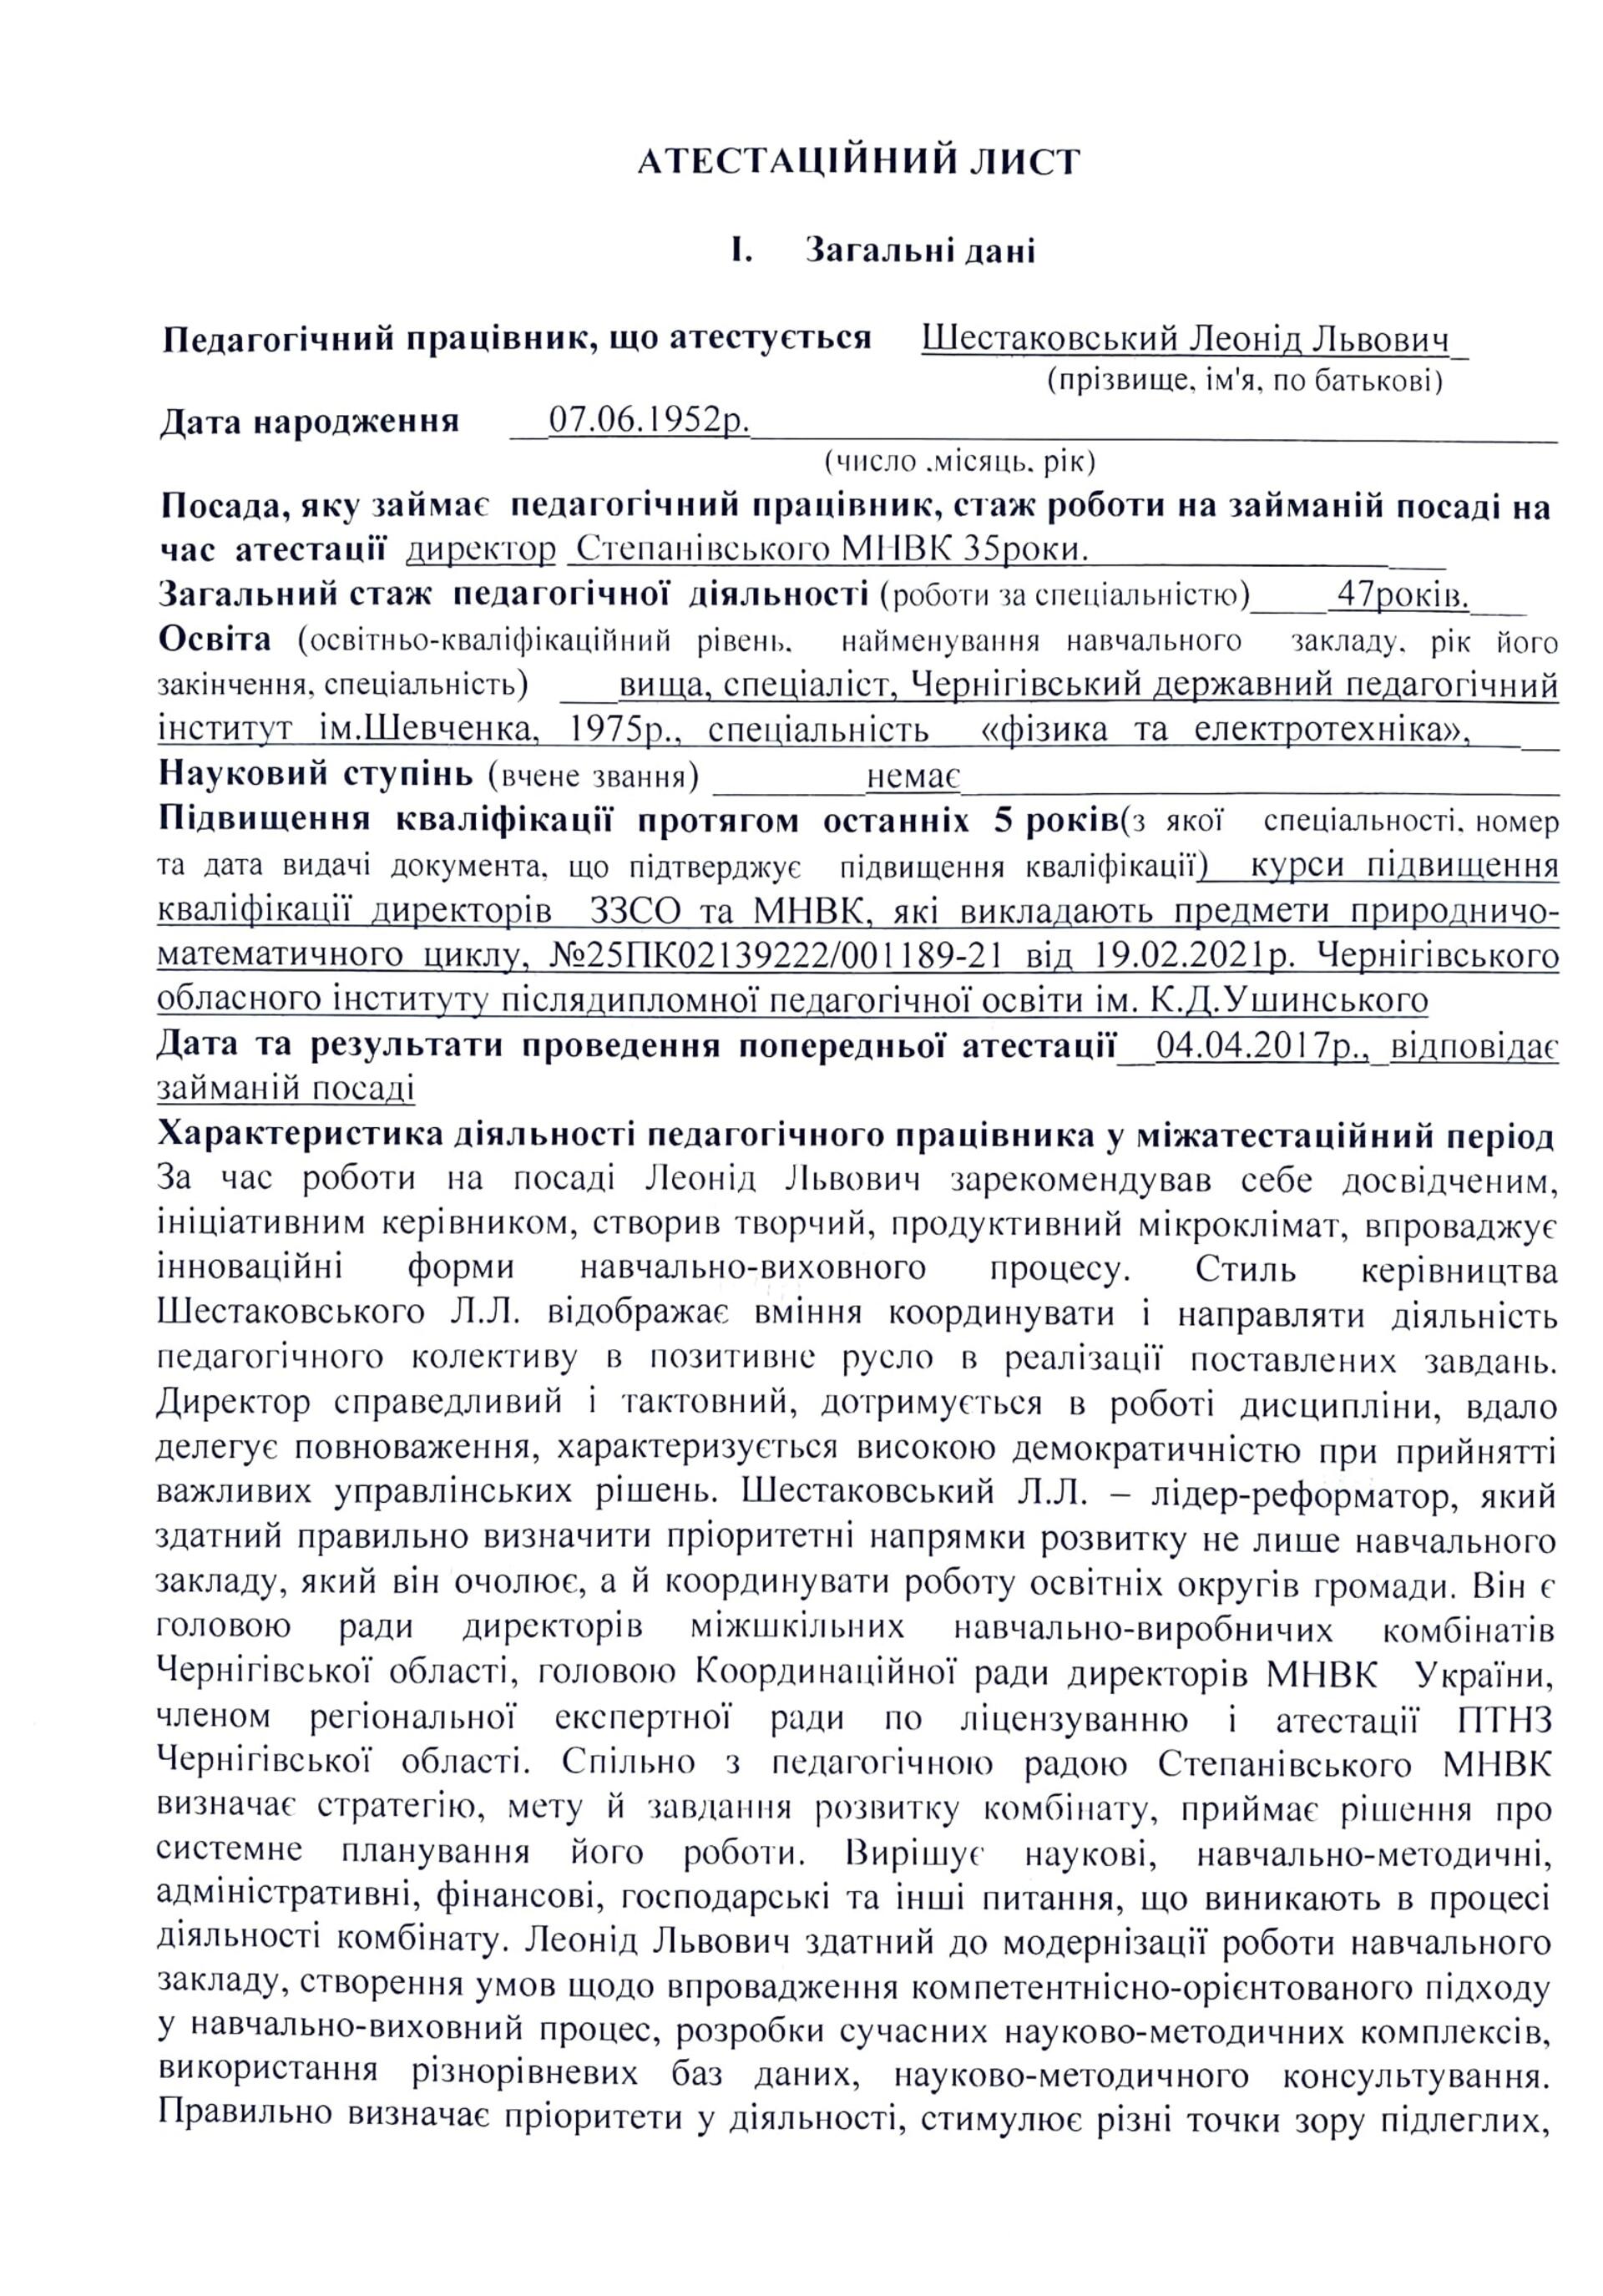 АТЕСТАЦІЙНИЙ ЛИСТ
I. Загальні дані
Педагогічний працівник, що атестується Шестаковський Леонід Львович_
(прізвище, ім'я, по батькові)
Дата народження __07.06.1952р.____
(число .місяць. рік)
Посада, яку займає педагогічний працівник, стаж роботи на займаній посаді на
час атестації директор Степанівського МНВК 35роки.____
Загальний стаж педагогічної діяльності (роботи за спеціальністю)____47років.___
Освіта (освітньо-кваліфікаційний рівень. найменування навчального закладу. рік його
закінчення, спеціальність) ___вища, спеціаліст, Чернігівський державний педагогічний
інститут ім.Шевченка, 1975р., спеціальність «фізика та електротехніка»,__
Науковий ступінь (вчене звання) ________немає____
Підвищення кваліфікації протягом останніх 5 років(з якої спеціальності. номер
та дата видачі документа, що підтверджує підвищення кваліфікації)_ курси підвищення
кваліфікації директорів ЗЗСО та МНВК, які викладають предмети природничо-
математичного циклу, №25ПК02139222/001189-21 від 19.02.2021р. Чернігівського
обласного інституту післядипломної педагогічної освіти ім. К.Д.Ушинського
Дата та результати проведення попередньої атестації__04.04.2017р.,_відповідає
займаній посаді
Характеристика діяльності педагогічного працівника у міжатестаційний період
За час роботи на посаді Леонід Львович зарекомендував себе досвідченим,
ініціативним керівником, створив творчий, продуктивний мікроклімат, впроваджує
інноваційні форми навчально-виховного процесу. Стиль керівництва
Шестаковського Л.Л. відображає вміння координувати і направляти діяльність
педагогічного колективу в позитивне русло в реалізації поставлених завдань.
Директор справедливий і тактовний, дотримується в роботі дисципліни, вдало
делегує повноваження, характеризується високою демократичністю при прийнятті
важливих управлінських рішень. Шестаковський Л.Л. – лідер-реформатор, який
здатний правильно визначити пріоритетні напрямки розвитку не лише навчального
закладу, який він очолює, а й координувати роботу освітніх округів громади. Він є
головою ради директорів міжшкільних навчально-виробничих комбінатів
Чернігівської області, головою Координаційної ради директорів МНВК України,
членом регіональної експертної ради по ліцензуванню і атестації ПТНЗ
Чернігівської області. Спільно з педагогічною радою Степанівського МНВК
визначає стратегію, мету й завдання розвитку комбінату, приймає рішення про
системне планування його роботи. Вирішує наукові, навчально-методичні,
адміністративні, фінансові, господарські та інші питання, що виникають в процесі
діяльності комбінату. Леонід Львович здатний до модернізації роботи навчального
закладу, створення умов щодо впровадження компетентнісно-орієнтованого підходу
у навчально-виховний процес, розробки сучасних науково-методичних комплексів,
використання різнорівневих баз даних, науково-методичного консультування.
Правильно визначає пріоритети у діяльності, стимулює різні точки зору підлеглих,